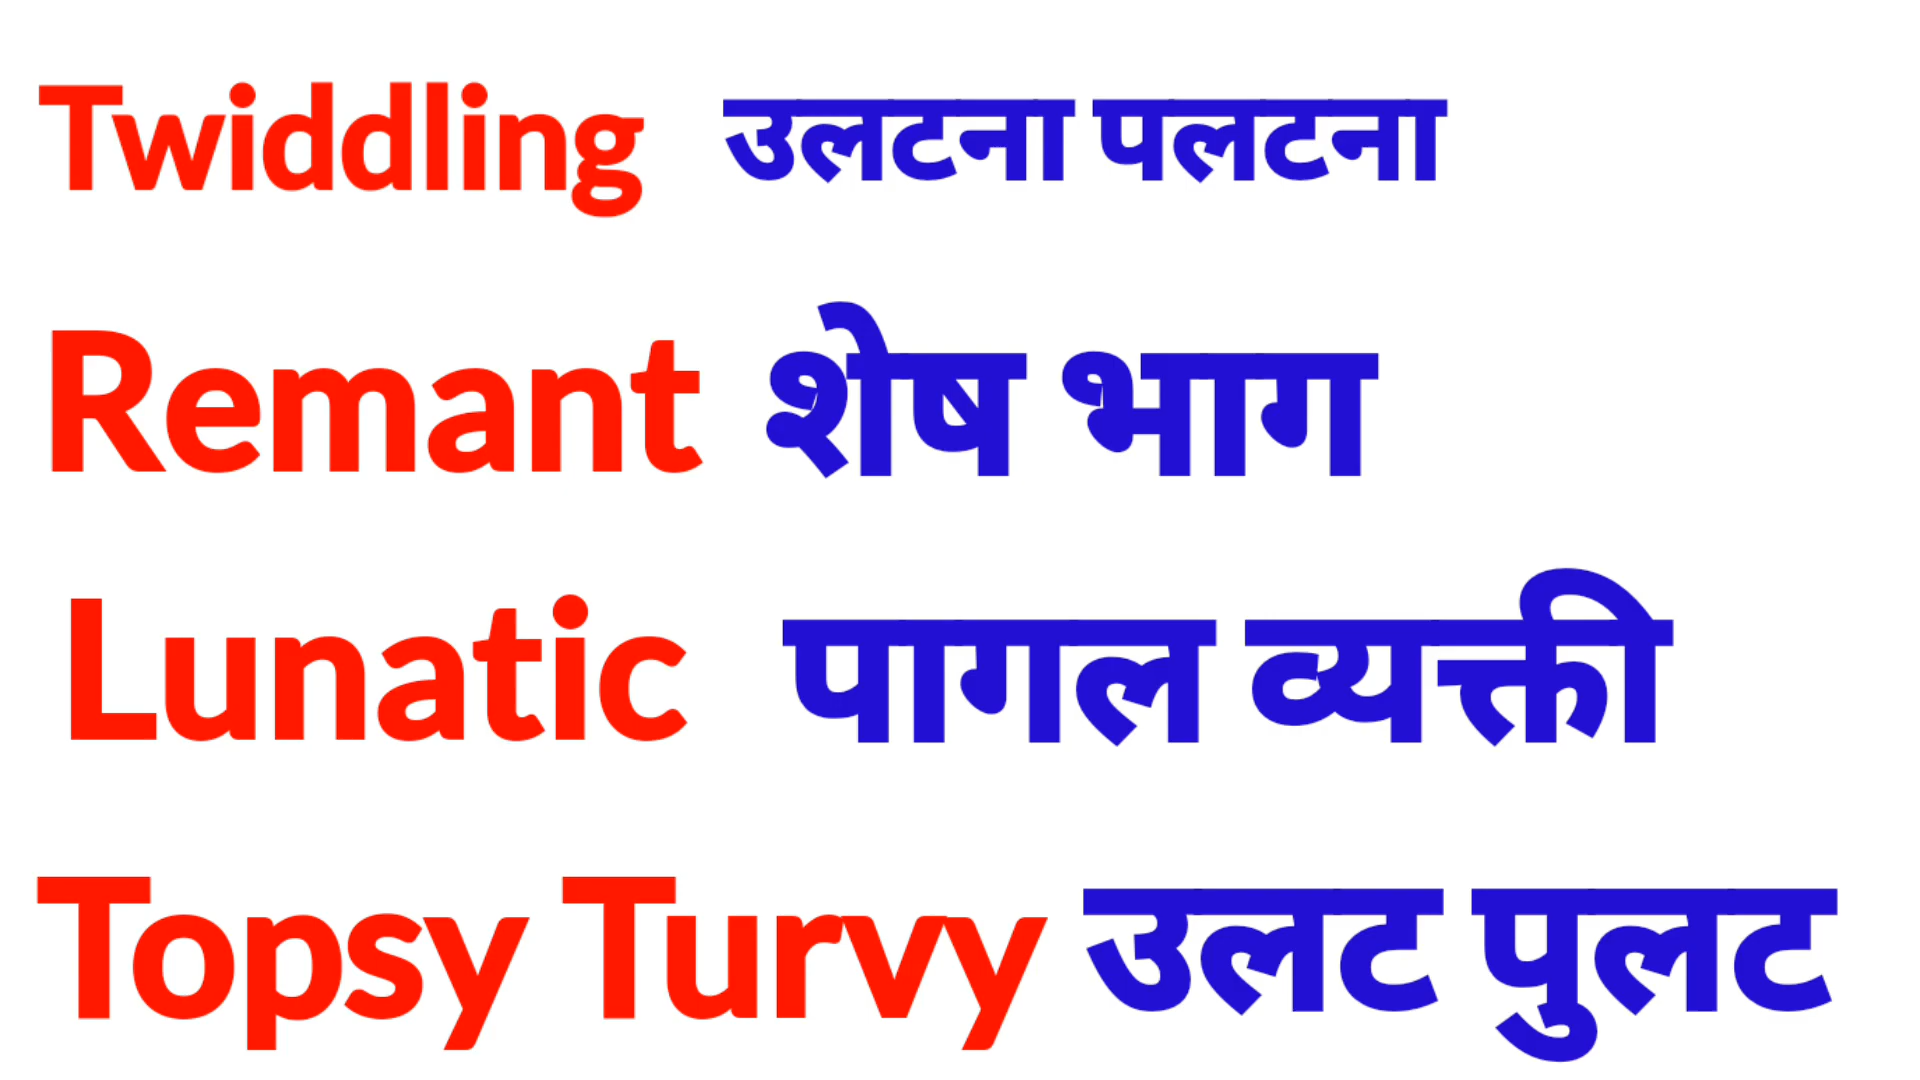 Twiddling उलटना पलटना
Remant शेष भाग
Lunatic पागल व्यक्ती
Topsy Turvy उलट पुलट